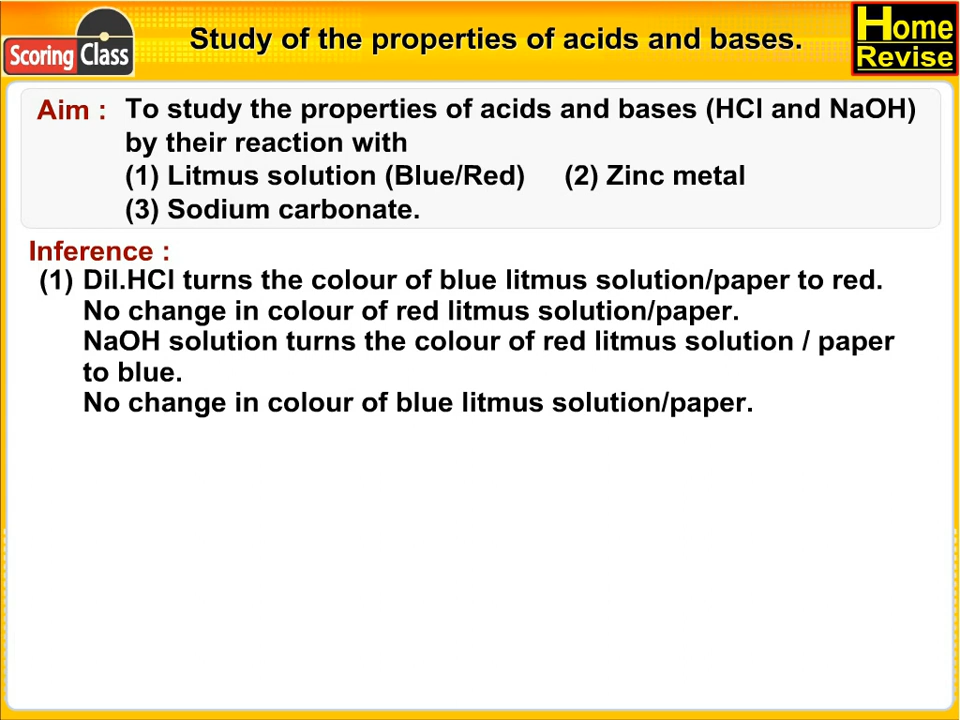 Scoring Class
Study of the properties of acids and bases.
Home
Revise
Aim : To study the properties of acids and bases (HCl and NaOH)
by their reaction with
(1) Litmus solution (Blue/Red) (2) Zinc metal
(3) Sodium carbonate.
Inference :
(1) Dil.HCl turns the colour of blue litmus solution/paper to red.
No change in colour of red litmus solution/paper.
NaOH solution turns the colour of red litmus solution / paper
to blue.
No change in colour of blue litmus solution/paper.